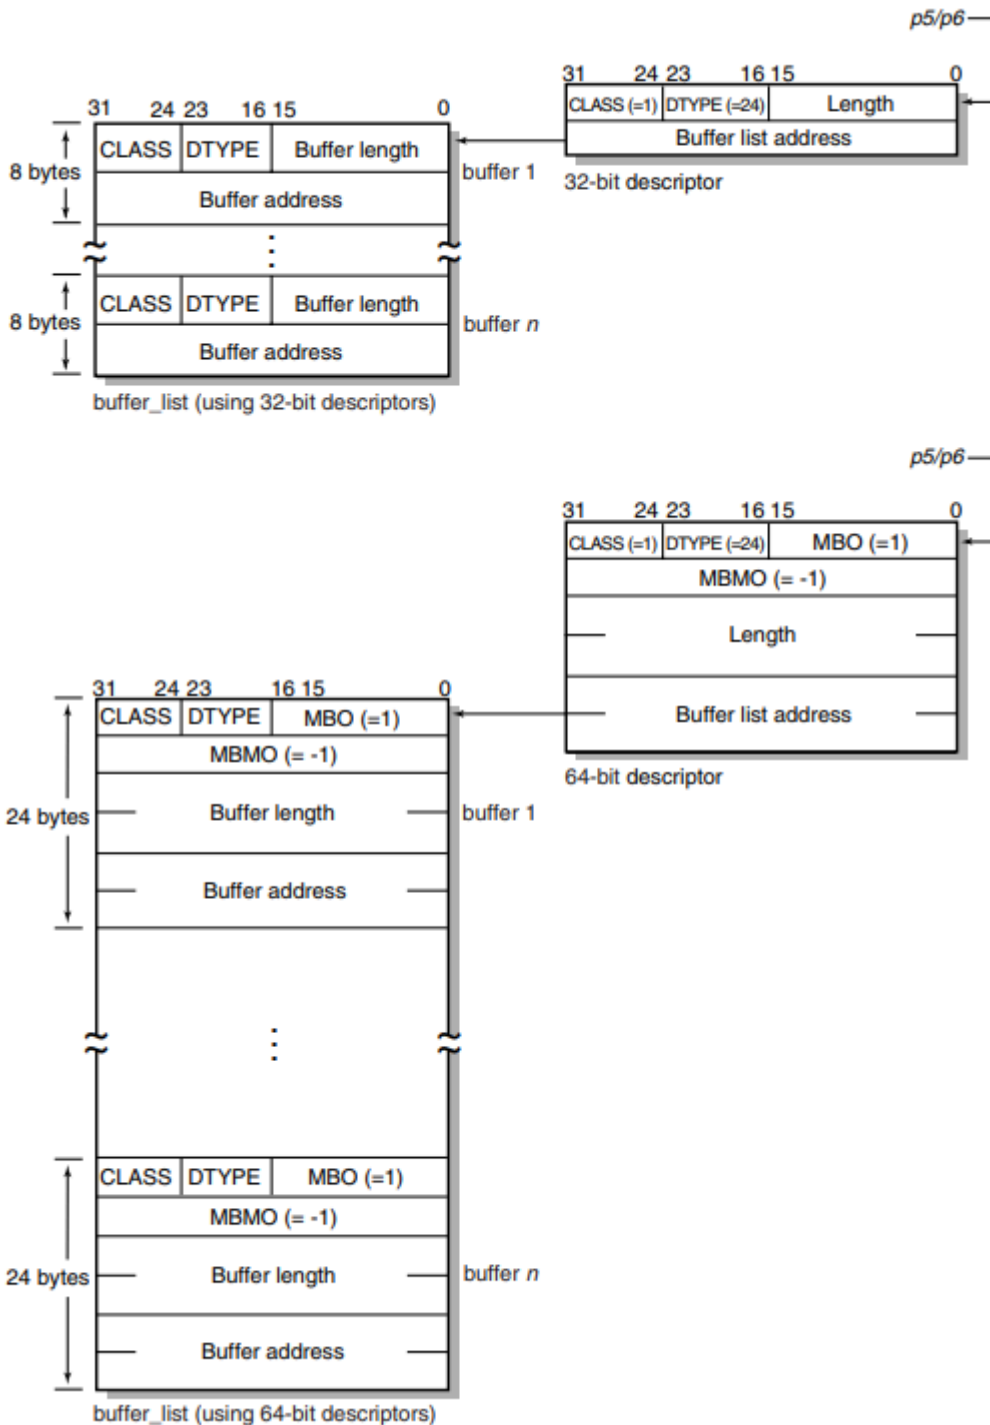 p5/p6
31 24 23 16 15 0
CLASS (=1) DTYPE (=24) Length
Buffer list address
32-bit descriptor
31 24 23 16 15 0
8 bytes CLASS DTYPE Buffer length buffer 1
Buffer address
⋮
8 bytes CLASS DTYPE Buffer length buffer n
Buffer address
buffer_list (using 32-bit descriptors)
p5/p6
31 24 23 16 15 0
CLASS (=1) DTYPE (=24) MBO (=1)
MBMO (= -1)
Length
Buffer list address
64-bit descriptor
31 24 23 16 15 0
CLASS DTYPE MBO (=1)
MBMO (= -1)
24 bytes Buffer length buffer 1
Buffer address
⋮
CLASS DTYPE MBO (=1)
MBMO (= -1)
24 bytes Buffer length buffer n
Buffer address
buffer_list (using 64-bit descriptors)